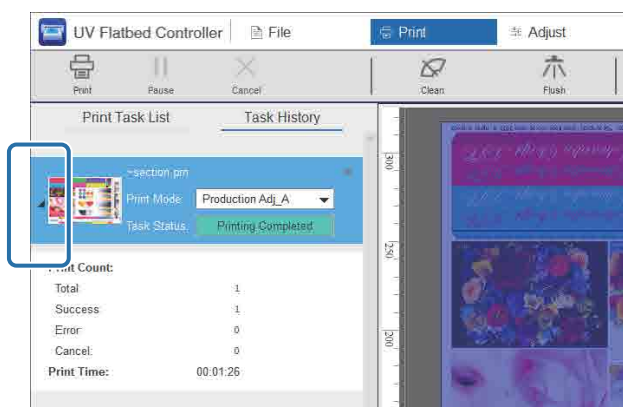 UV Flatbed Controller File Print Adjust
Print Pause Cancel Clean Flush
Print Task List Task History
~section.prn
Print Mode: Production Adj_A
Task Status: Printing Completed
Print Count:
Total: 1
Success: 1
Error: 0
Cancel: 0
Print Time: 00:01:26
300
250
200